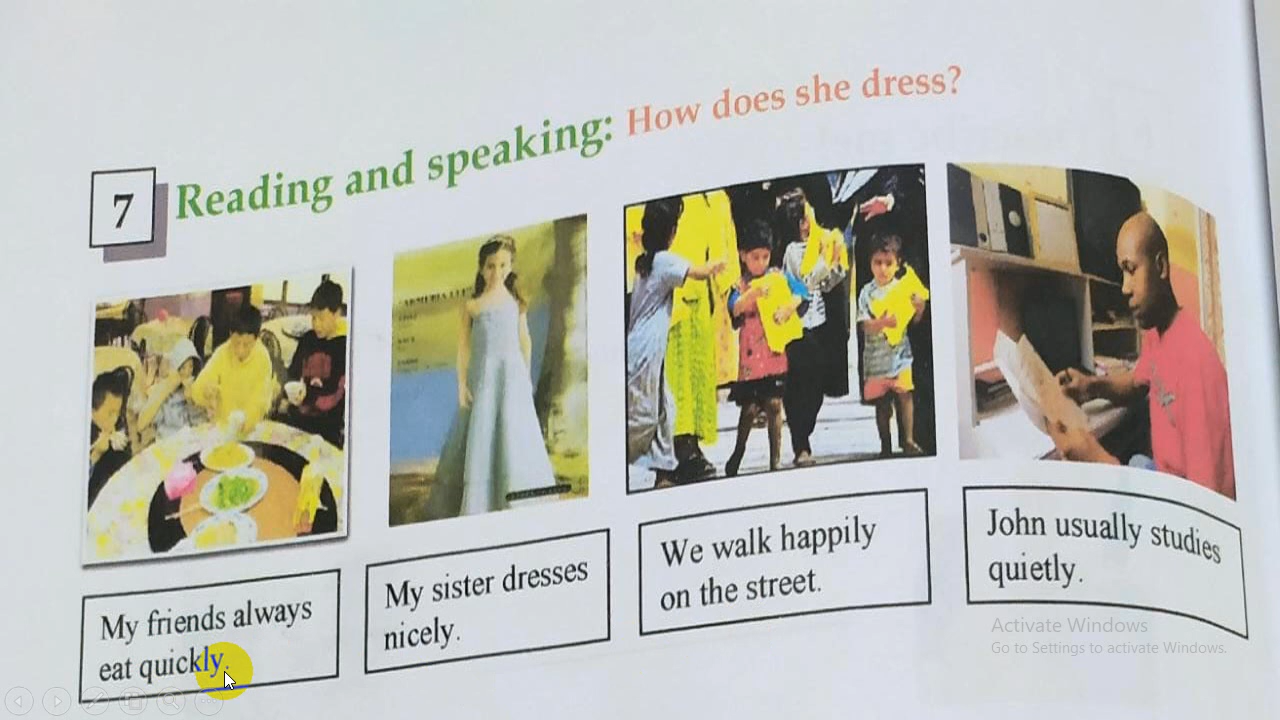 7
Reading and speaking: How does she dress?
My friends always
eat quickly.
My sister dresses
nicely.
We walk happily
on the street.
John usually studies
quietly.
Activate Windows
Go to Settings to activate Windows.